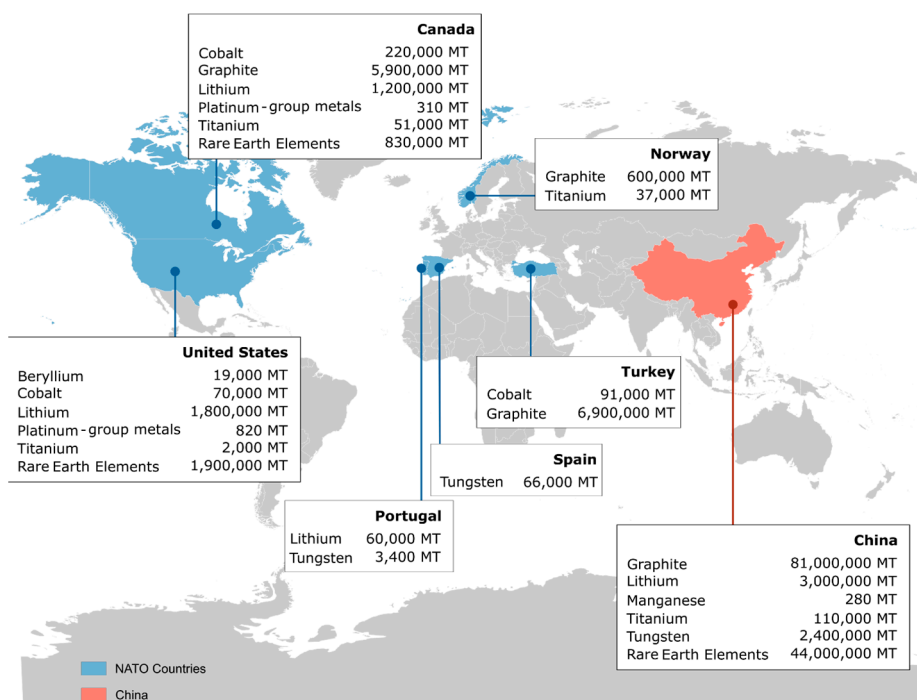 Canada
Cobalt 220,000 MT
Graphite 5,900,000 MT
Lithium 1,200,000 MT
Platinum-group metals 310 MT
Titanium 51,000 MT
Rare Earth Elements 830,000 MT
Norway
Graphite 600,000 MT
Titanium 37,000 MT
United States
Beryllium 19,000 MT
Cobalt 70,000 MT
Lithium 1,800,000 MT
Platinum-group metals 820 MT
Titanium 2,000 MT
Rare Earth Elements 1,900,000 MT
Turkey
Cobalt 91,000 MT
Graphite 6,900,000 MT
Spain
Tungsten 66,000 MT
Portugal
Lithium 60,000 MT
Tungsten 3,400 MT
China
Graphite 81,000,000 MT
Lithium 3,000,000 MT
Manganese 280 MT
Titanium 110,000 MT
Tungsten 2,400,000 MT
Rare Earth Elements 44,000,000 MT
NATO Countries
China